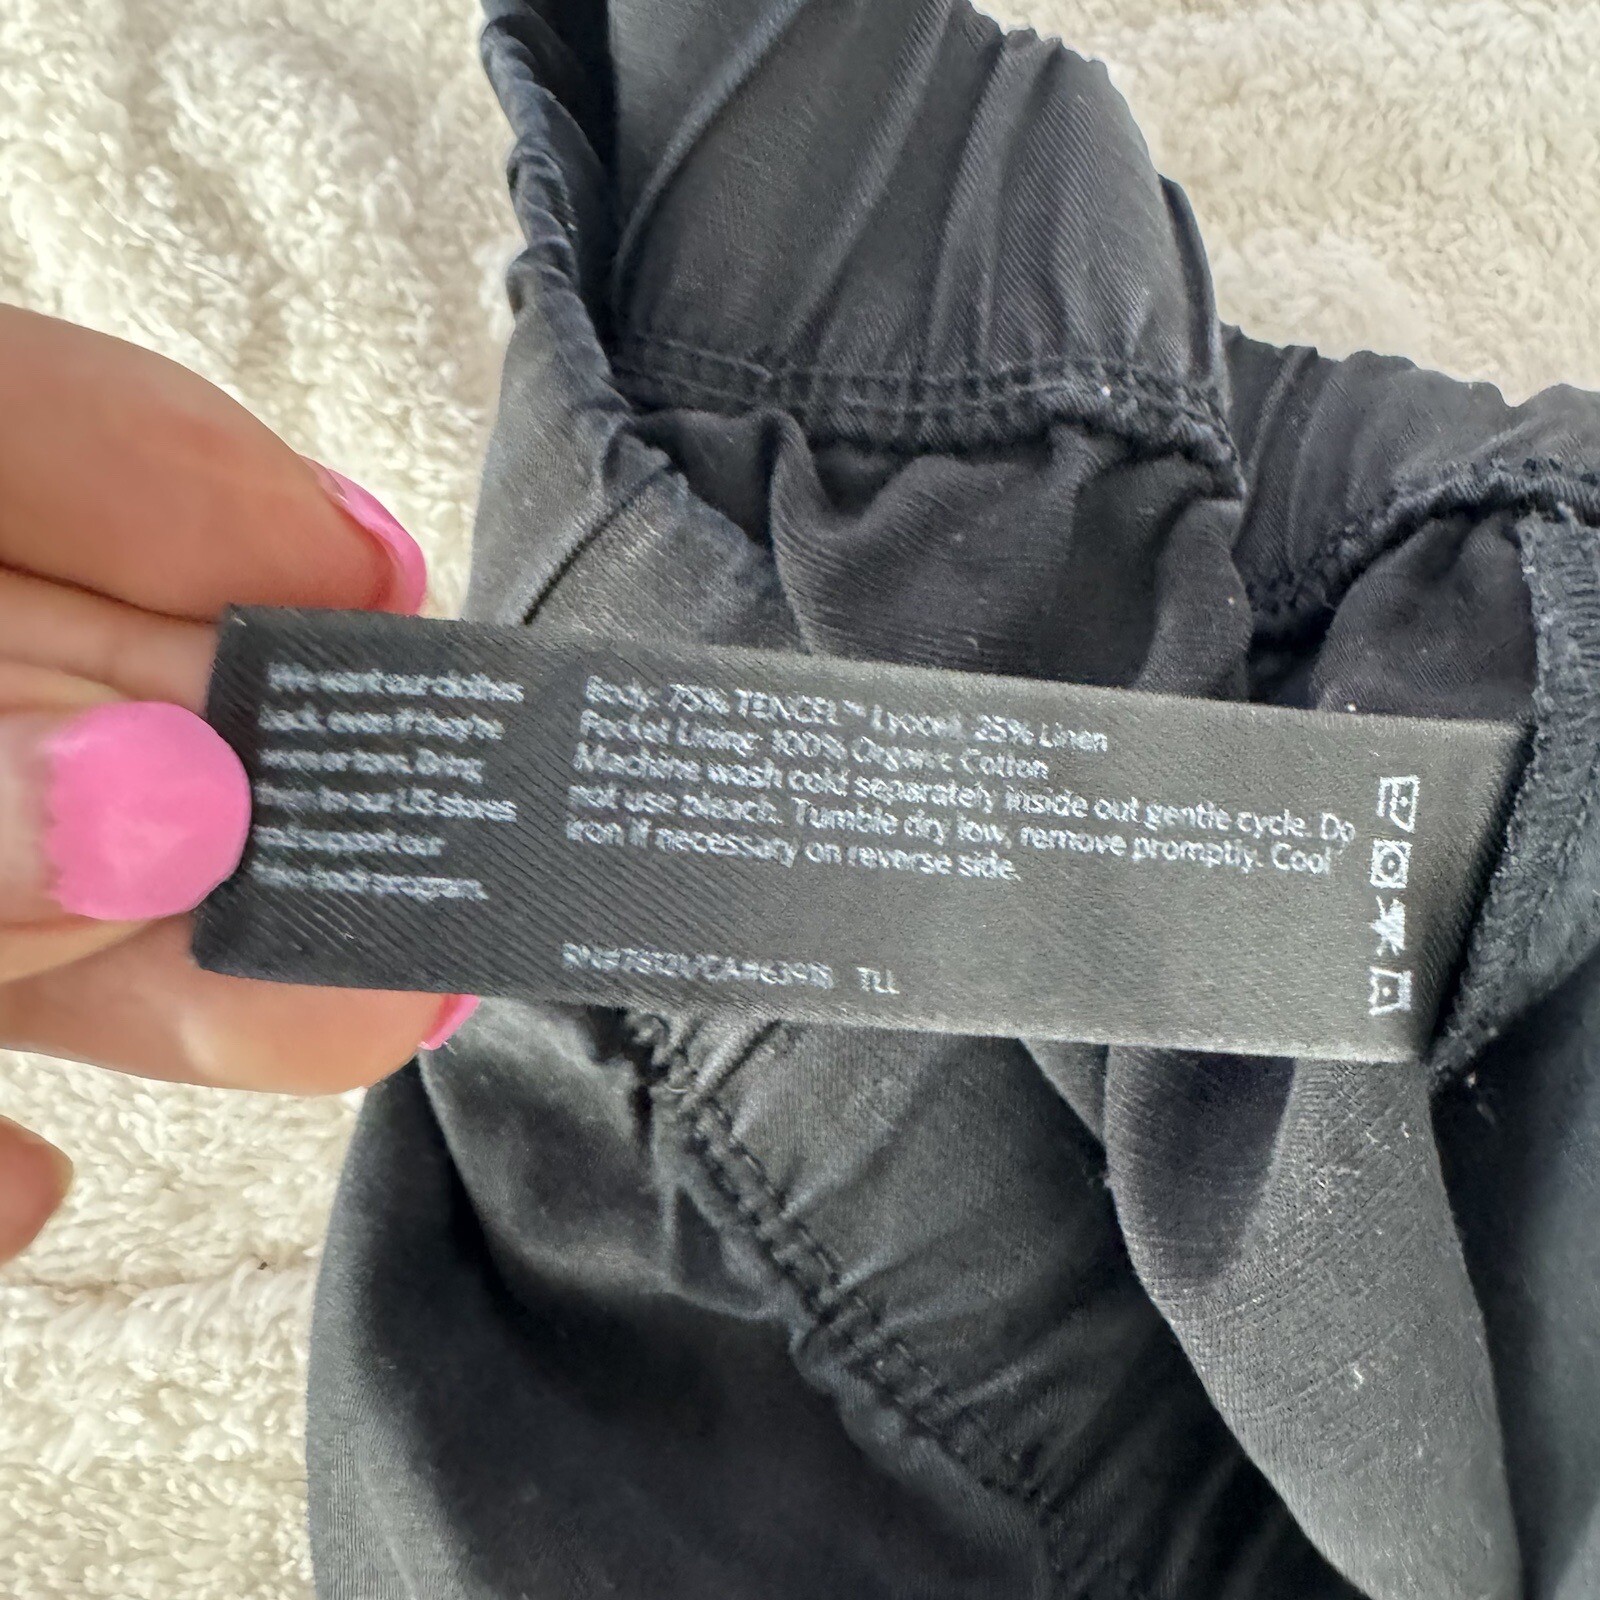 We want our clothes
back, even if they're
worn or torn. Bring
them to our US stores
and support our
take-back program.
Body: 75% TENCEL™ Lyocell, 25% Linen
Pocket Lining: 100% Organic Cotton
Machine wash cold separately inside out gentle cycle. Do
not use bleach. Tumble dry low, remove promptly. Cool
iron if necessary on reverse side.
TLL